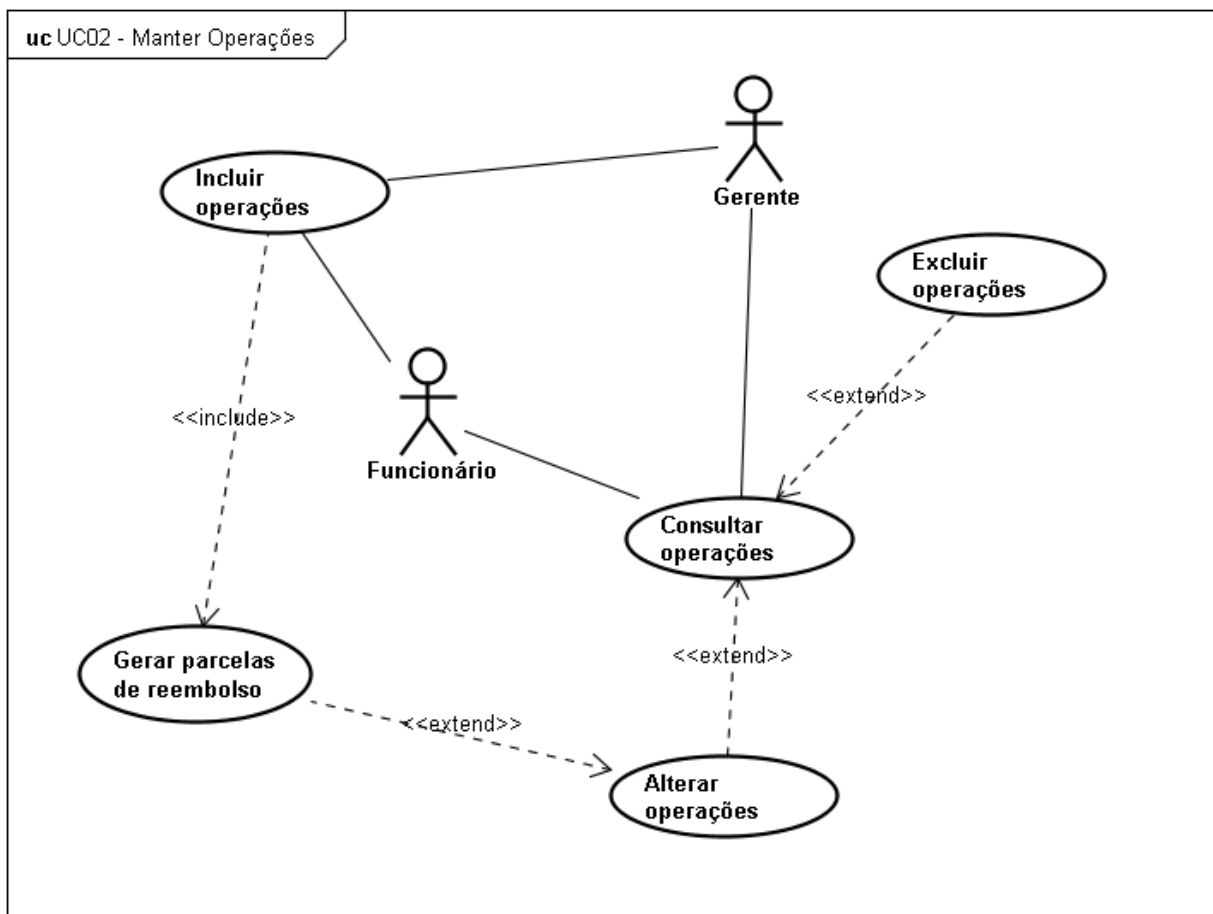 uc UC02 - Manter Operações
Incluir
operações
Gerente
Excluir
operações
<<extend>>
<<include>>
Funcionário
Consultar
operações
<<extend>>
Gerar parcelas
de reembolso
<<extend>>
Alterar
operações